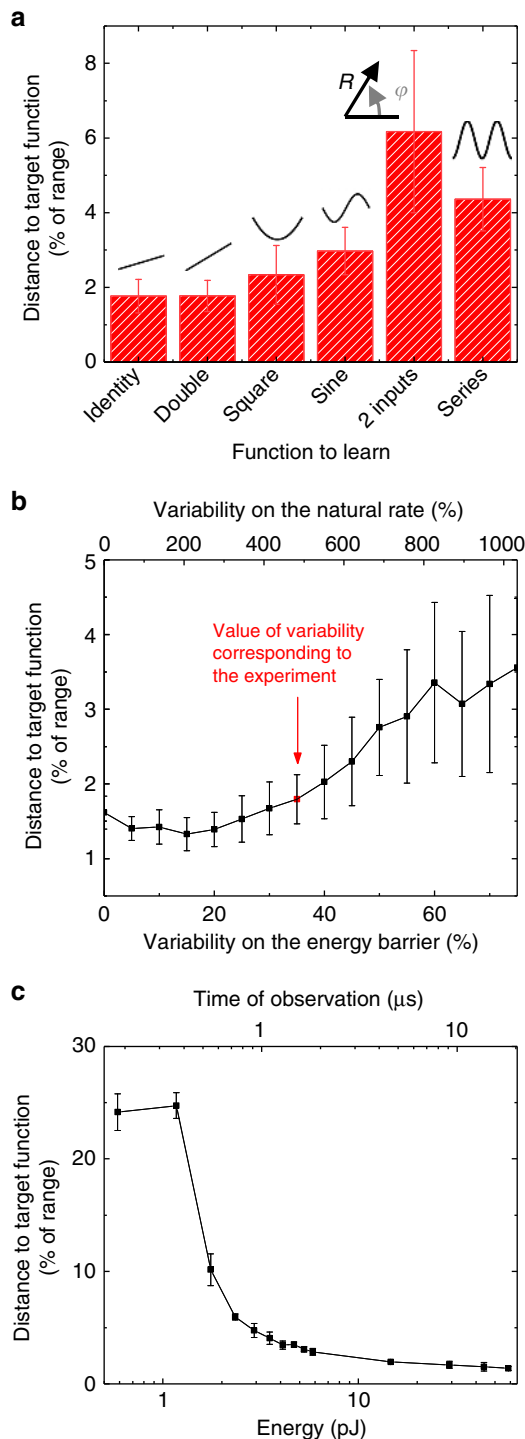 a
8
6
4
2
0
Distance to target function
(% of range)
R
φ
Identity
Double
Square
Sine
2 inputs
Series
Function to learn
b
Variability on the natural rate (%)
0 200 400 600 800 1000
5
4
3
2
1
Distance to target function
(% of range)
Value of variability
corresponding to
the experiment
0 20 40 60
Variability on the energy barrier (%)
c
Time of observation (μs)
1 10
30
20
10
0
Distance to target function
(% of range)
1 10
Energy (pJ)